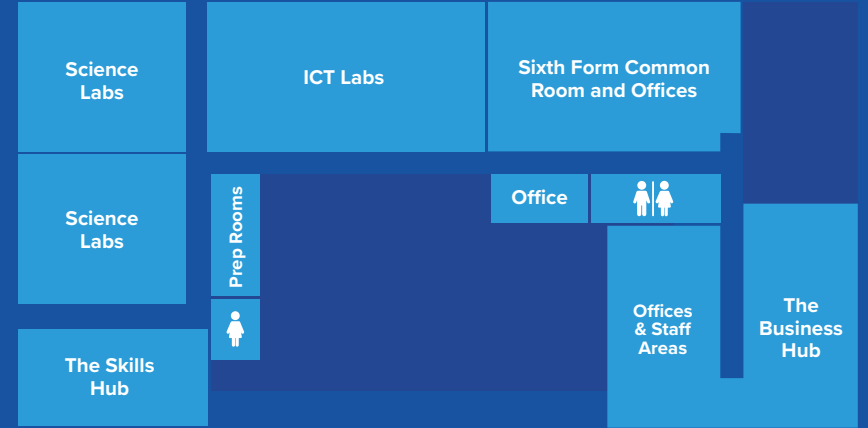 Science
Labs
ICT Labs
Sixth Form Common
Room and Offices
Science
Labs
Prep Rooms
Office
Offices
& Staff
Areas
The
Business
Hub
The Skills
Hub